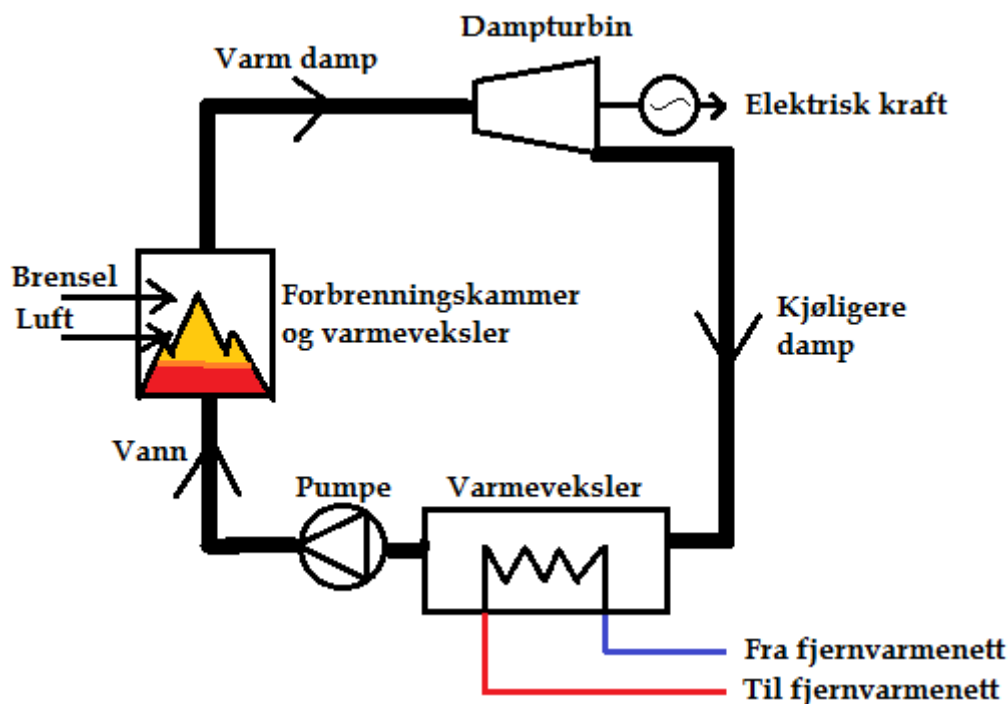 Dampturbin
Varm damp
Elektrisk kraft
Brensel
Luft
Forbrenningskammer
og varmeveksler
Kjøligere
damp
Vann
Pumpe
Varmeveksler
Fra fjernvarmenett
Til fjernvarmenett